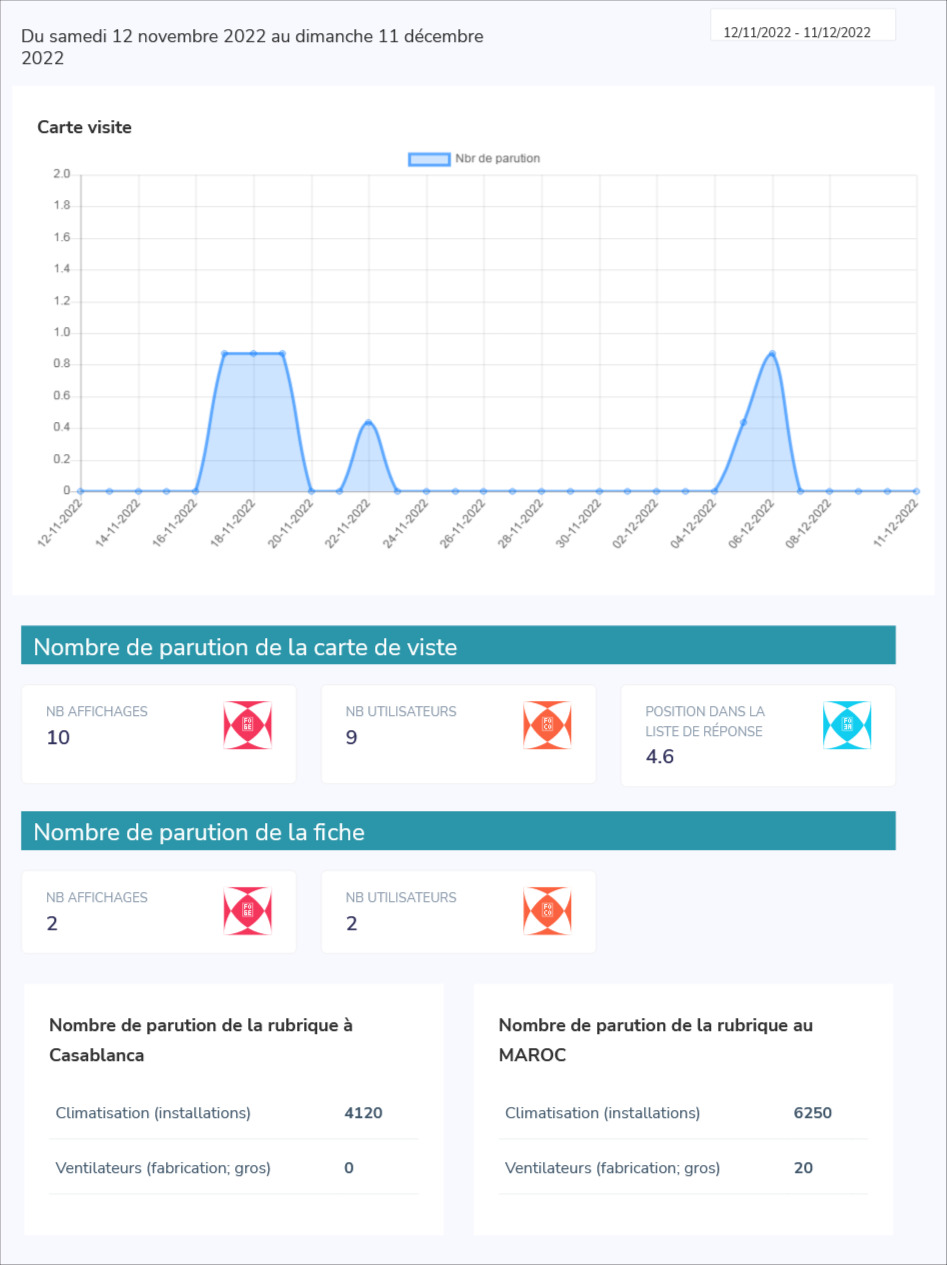 Du samedi 12 novembre 2022 au dimanche 11 décembre
2022
12/11/2022 - 11/12/2022
Carte visite
Nbr de parution
2.0
1.8
1.6
1.4
1.2
1.0
0.8
0.6
0.4
0.2
0
12-11-2022
14-11-2022
16-11-2022
18-11-2022
20-11-2022
22-11-2022
24-11-2022
26-11-2022
28-11-2022
30-11-2022
02-12-2022
04-12-2022
06-12-2022
08-12-2022
11-12-2022
Nombre de parution de la carte de viste
NB AFFICHAGES
10
NB UTILISATEURS
9
POSITION DANS LA
LISTE DE RÉPONSE
4.6
Nombre de parution de la fiche
NB AFFICHAGES
2
NB UTILISATEURS
2
Nombre de parution de la rubrique à
Casablanca
Climatisation (installations) 4120
Ventilateurs (fabrication; gros) 0
Nombre de parution de la rubrique au
MAROC
Climatisation (installations) 6250
Ventilateurs (fabrication; gros) 20